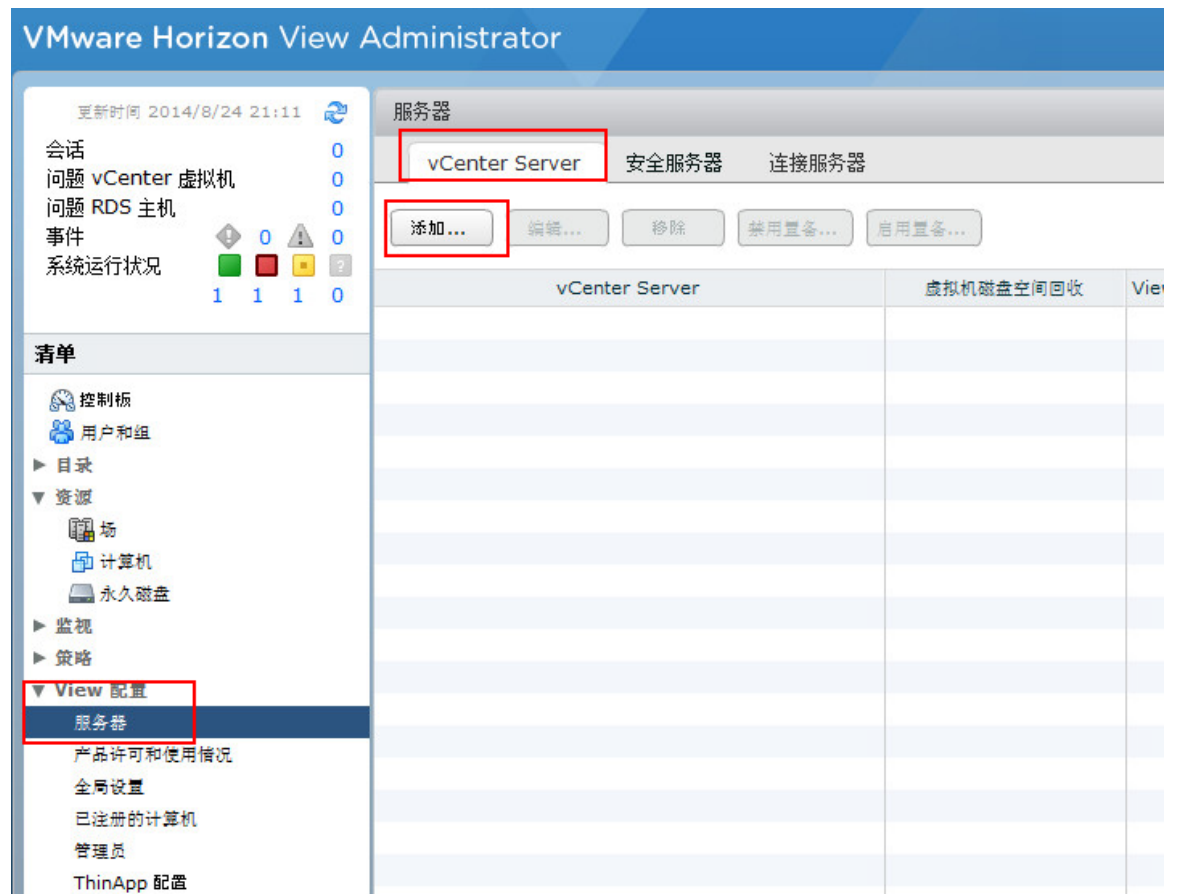 VMware Horizon View Administrator
更新时间 2014/8/24 21:11
会话 0
问题 vCenter 虚拟机 0
问题 RDS 主机 0
事件 0 0
系统运行状况 ?
1 1 1 0
清单
控制板
用户和组
目录
资源
场
计算机
永久磁盘
监视
策略
View 配置
服务器
产品许可和使用情况
全局设置
已注册的计算机
管理员
ThinApp 配置
服务器
vCenter Server 安全服务器 连接服务器
添加... 编辑... 移除 禁用置备... 启用置备...
vCenter Server 虚拟机磁盘空间回收 View